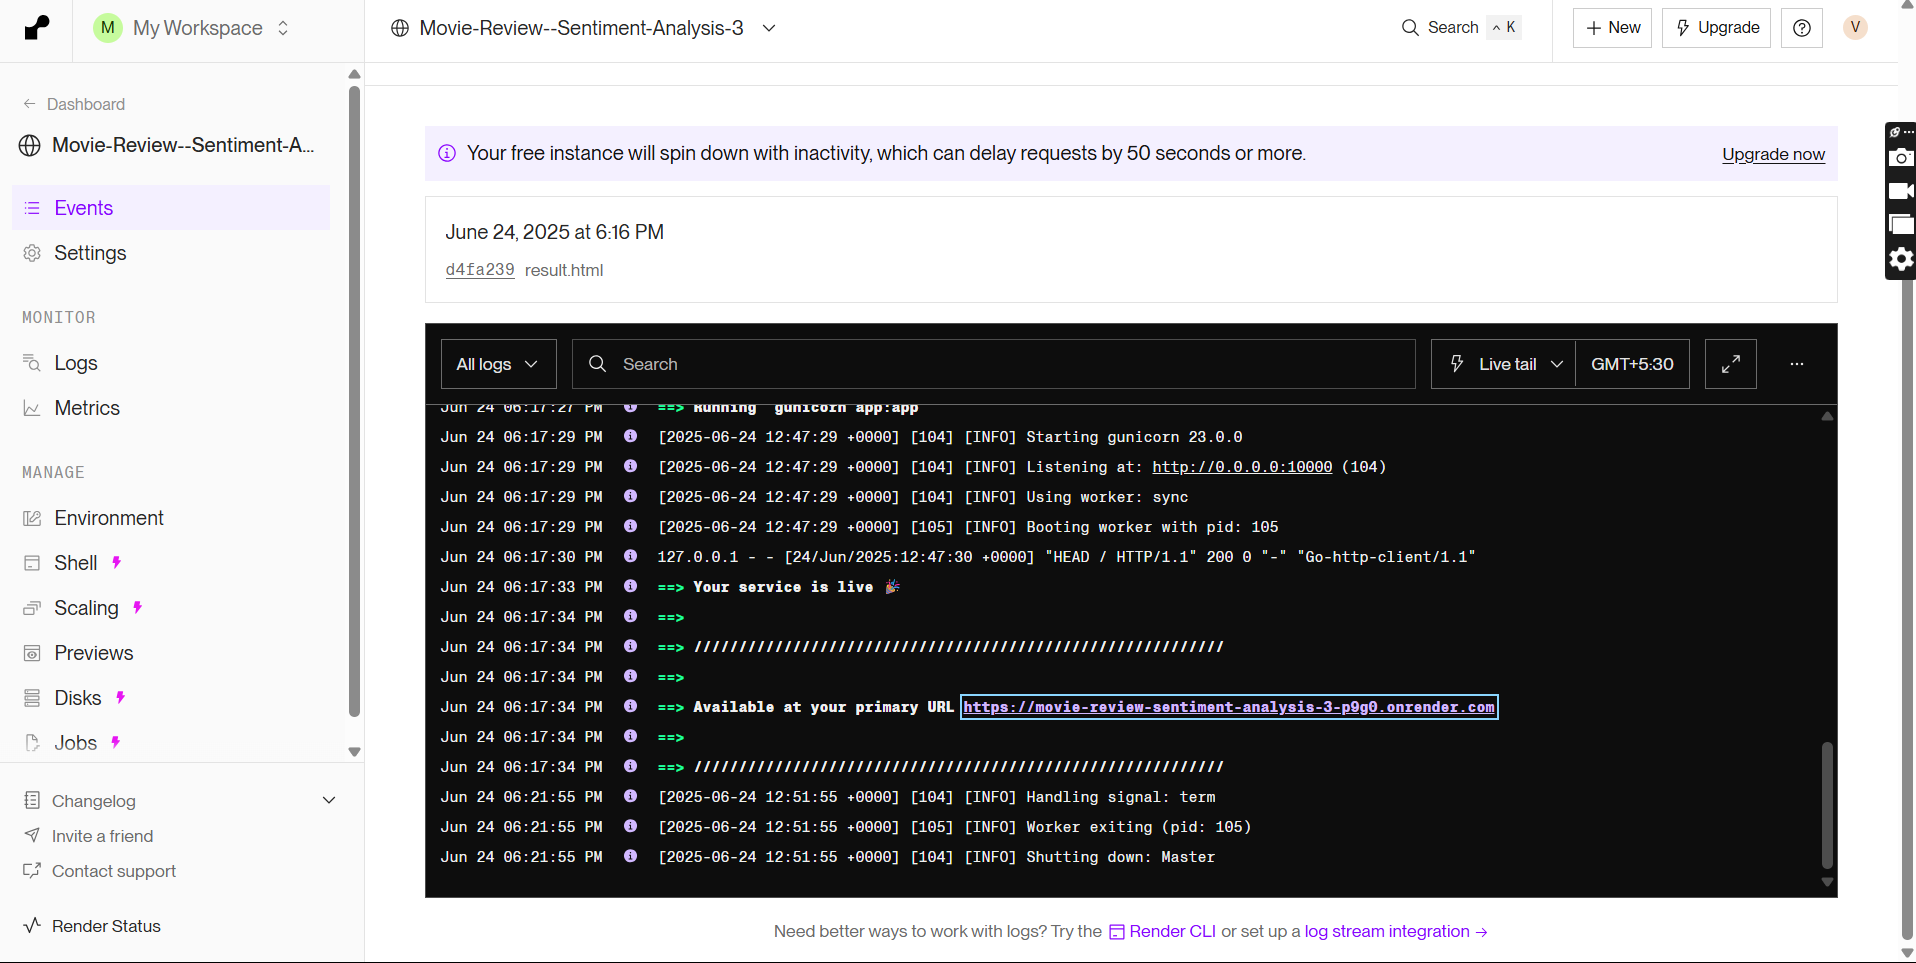 M My Workspace
Movie-Review--Sentiment-Analysis-3
Search ^ K
+ New
Upgrade
V
← Dashboard
Movie-Review--Sentiment-A...
Events
Settings
MONITOR
Logs
Metrics
MANAGE
Environment
Shell
Scaling
Previews
Disks
Jobs
Changelog
Invite a friend
Contact support
Render Status
Your free instance will spin down with inactivity, which can delay requests by 50 seconds or more.
Upgrade now
June 24, 2025 at 6:16 PM
d4fa239 result.html
All logs
Search
Live tail
GMT+5:30
...
Jun 24 06:17:27 PM ==> Running 'gunicorn app:app'
Jun 24 06:17:29 PM [2025-06-24 12:47:29 +0000] [104] [INFO] Starting gunicorn 23.0.0
Jun 24 06:17:29 PM [2025-06-24 12:47:29 +0000] [104] [INFO] Listening at: http://0.0.0.0:10000 (104)
Jun 24 06:17:29 PM [2025-06-24 12:47:29 +0000] [104] [INFO] Using worker: sync
Jun 24 06:17:29 PM [2025-06-24 12:47:29 +0000] [105] [INFO] Booting worker with pid: 105
Jun 24 06:17:30 PM 127.0.0.1 - - [24/Jun/2025:12:47:30 +0000] "HEAD / HTTP/1.1" 200 0 "-" "Go-http-client/1.1"
Jun 24 06:17:33 PM ==> Your service is live 🎉
Jun 24 06:17:34 PM ==>
Jun 24 06:17:34 PM ==> ///////////////////////////////////////////////////////////
Jun 24 06:17:34 PM ==>
Jun 24 06:17:34 PM ==> Available at your primary URL https://movie-review-sentiment-analysis-3-p9g0.onrender.com
Jun 24 06:17:34 PM ==>
Jun 24 06:17:34 PM ==> ///////////////////////////////////////////////////////////
Jun 24 06:21:55 PM [2025-06-24 12:51:55 +0000] [104] [INFO] Handling signal: term
Jun 24 06:21:55 PM [2025-06-24 12:51:55 +0000] [105] [INFO] Worker exiting (pid: 105)
Jun 24 06:21:55 PM [2025-06-24 12:51:55 +0000] [104] [INFO] Shutting down: Master
Need better ways to work with logs? Try the Render CLI or set up a log stream integration →